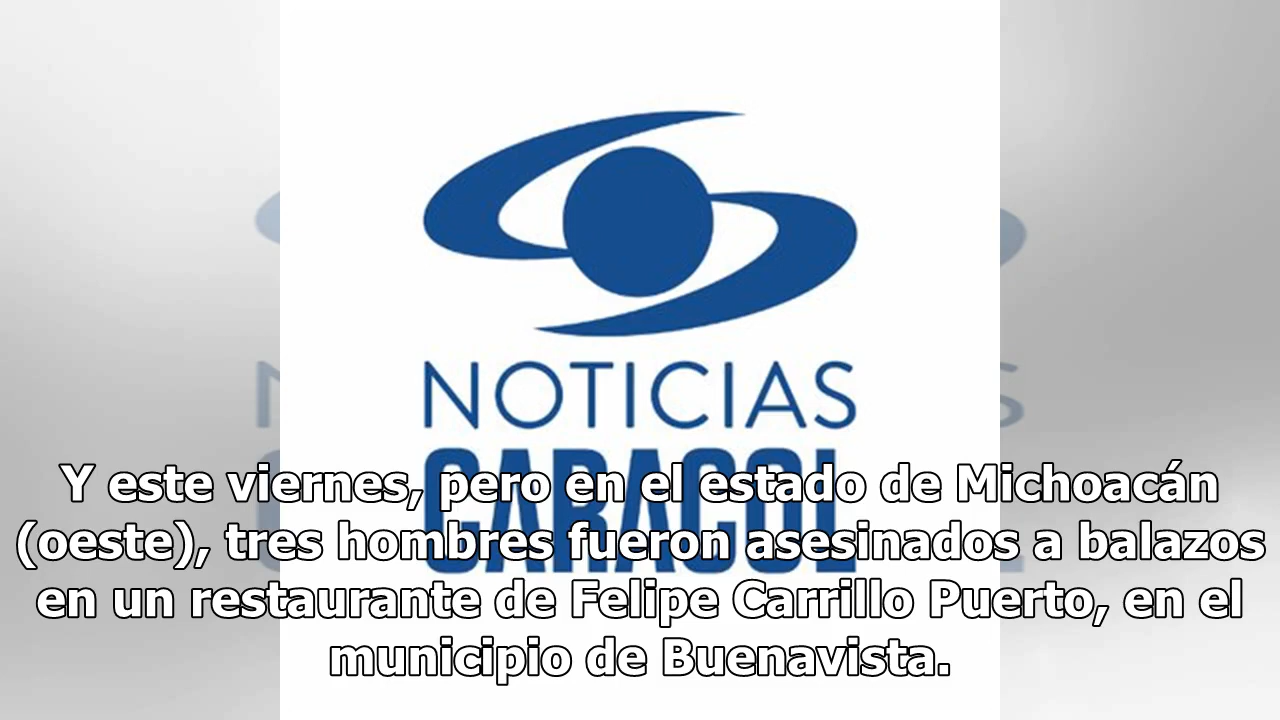 NOTICIAS
CARACOL
Y este viernes, pero en el estado de Michoacán
(oeste), tres hombres fueron asesinados a balazos
en un restaurante de Felipe Carrillo Puerto, en el
municipio de Buenavista.